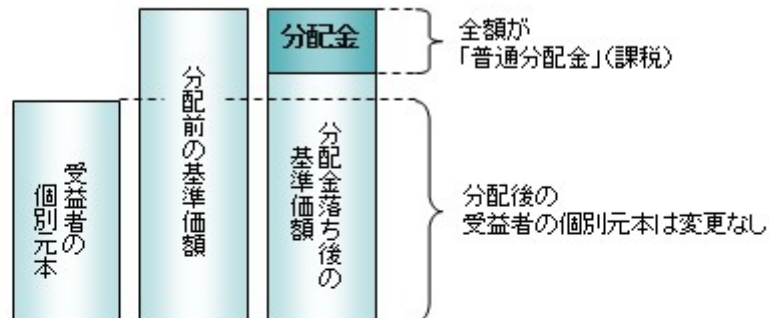 受益者の
個別元本
分配前の基準価額
分配金
分配金落ち後の
基準価額
全額が
「普通分配金」(課税)
分配後の
受益者の個別元本は変更なし